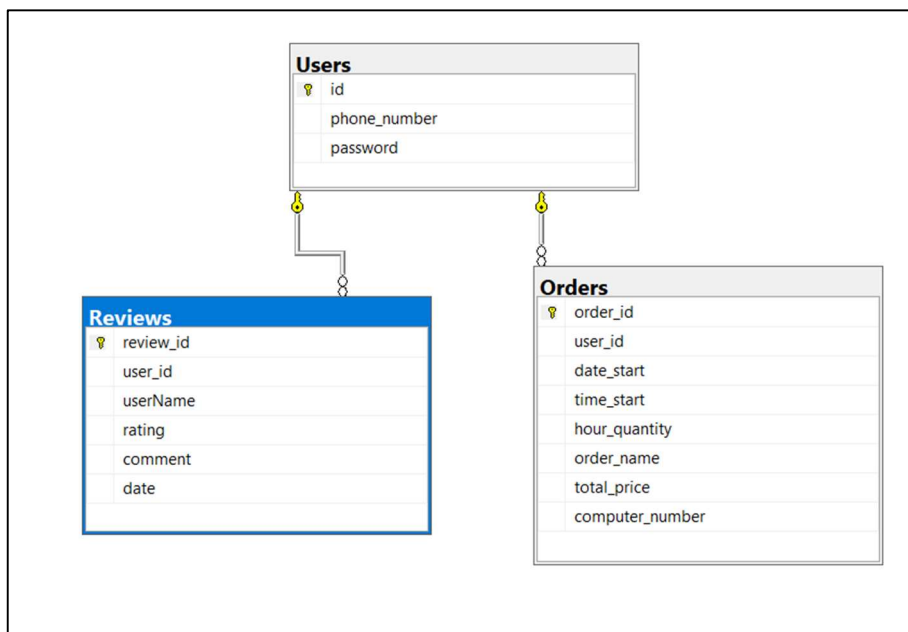 Users
id
phone_number
password
Reviews
review_id
user_id
userName
rating
comment
date
Orders
order_id
user_id
date_start
time_start
hour_quantity
order_name
total_price
computer_number